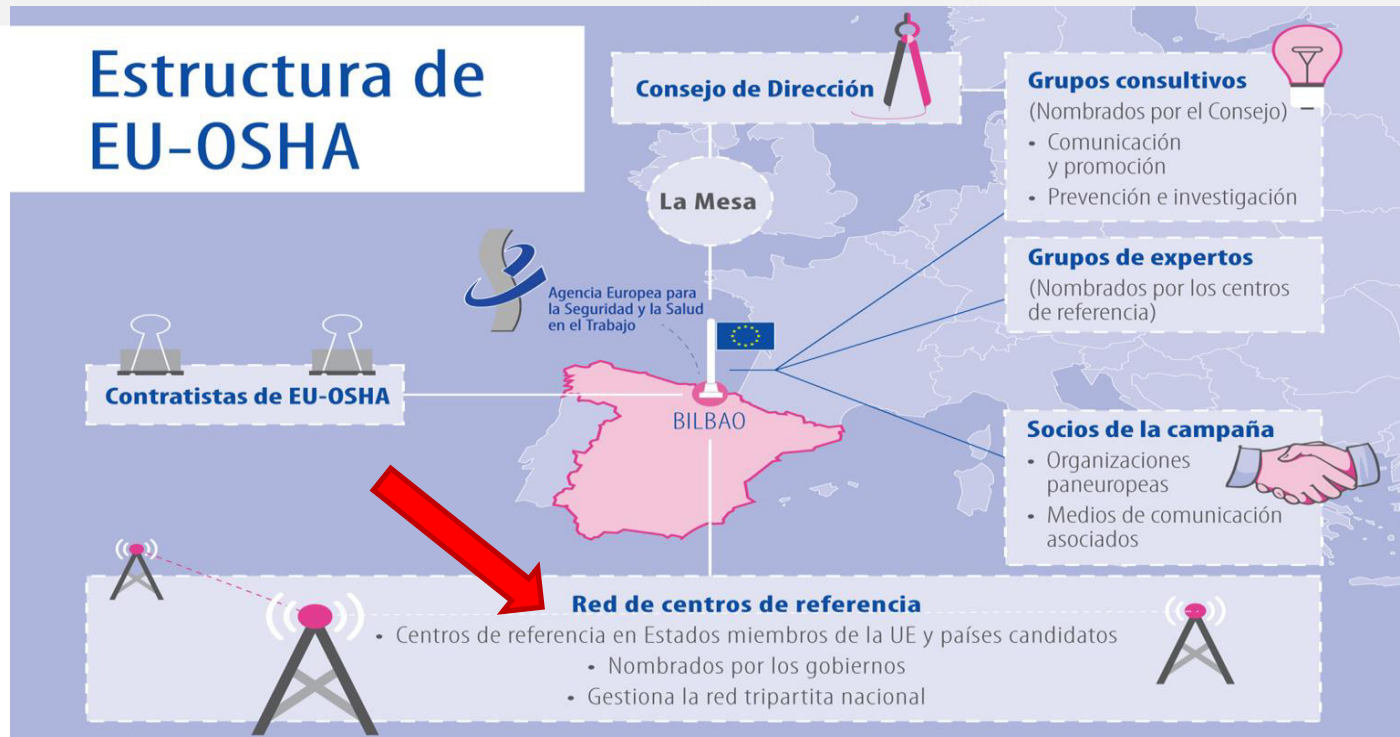 Estructura de
EU-OSHA
Consejo de Dirección
La Mesa
Grupos consultivos
(Nombrados por el Consejo)
• Comunicación
y promoción
• Prevención e investigación
Grupos de expertos
(Nombrados por los centros
de referencia)
Agencia Europea para
la Seguridad y la Salud
en el Trabajo
Contratistas de EU-OSHA
BILBAO
Socios de la campaña
• Organizaciones
paneuropeas
• Medios de comunicación
asociados
Red de centros de referencia
• Centros de referencia en Estados miembros de la UE y países candidatos
• Nombrados por los gobiernos
• Gestiona la red tripartita nacional